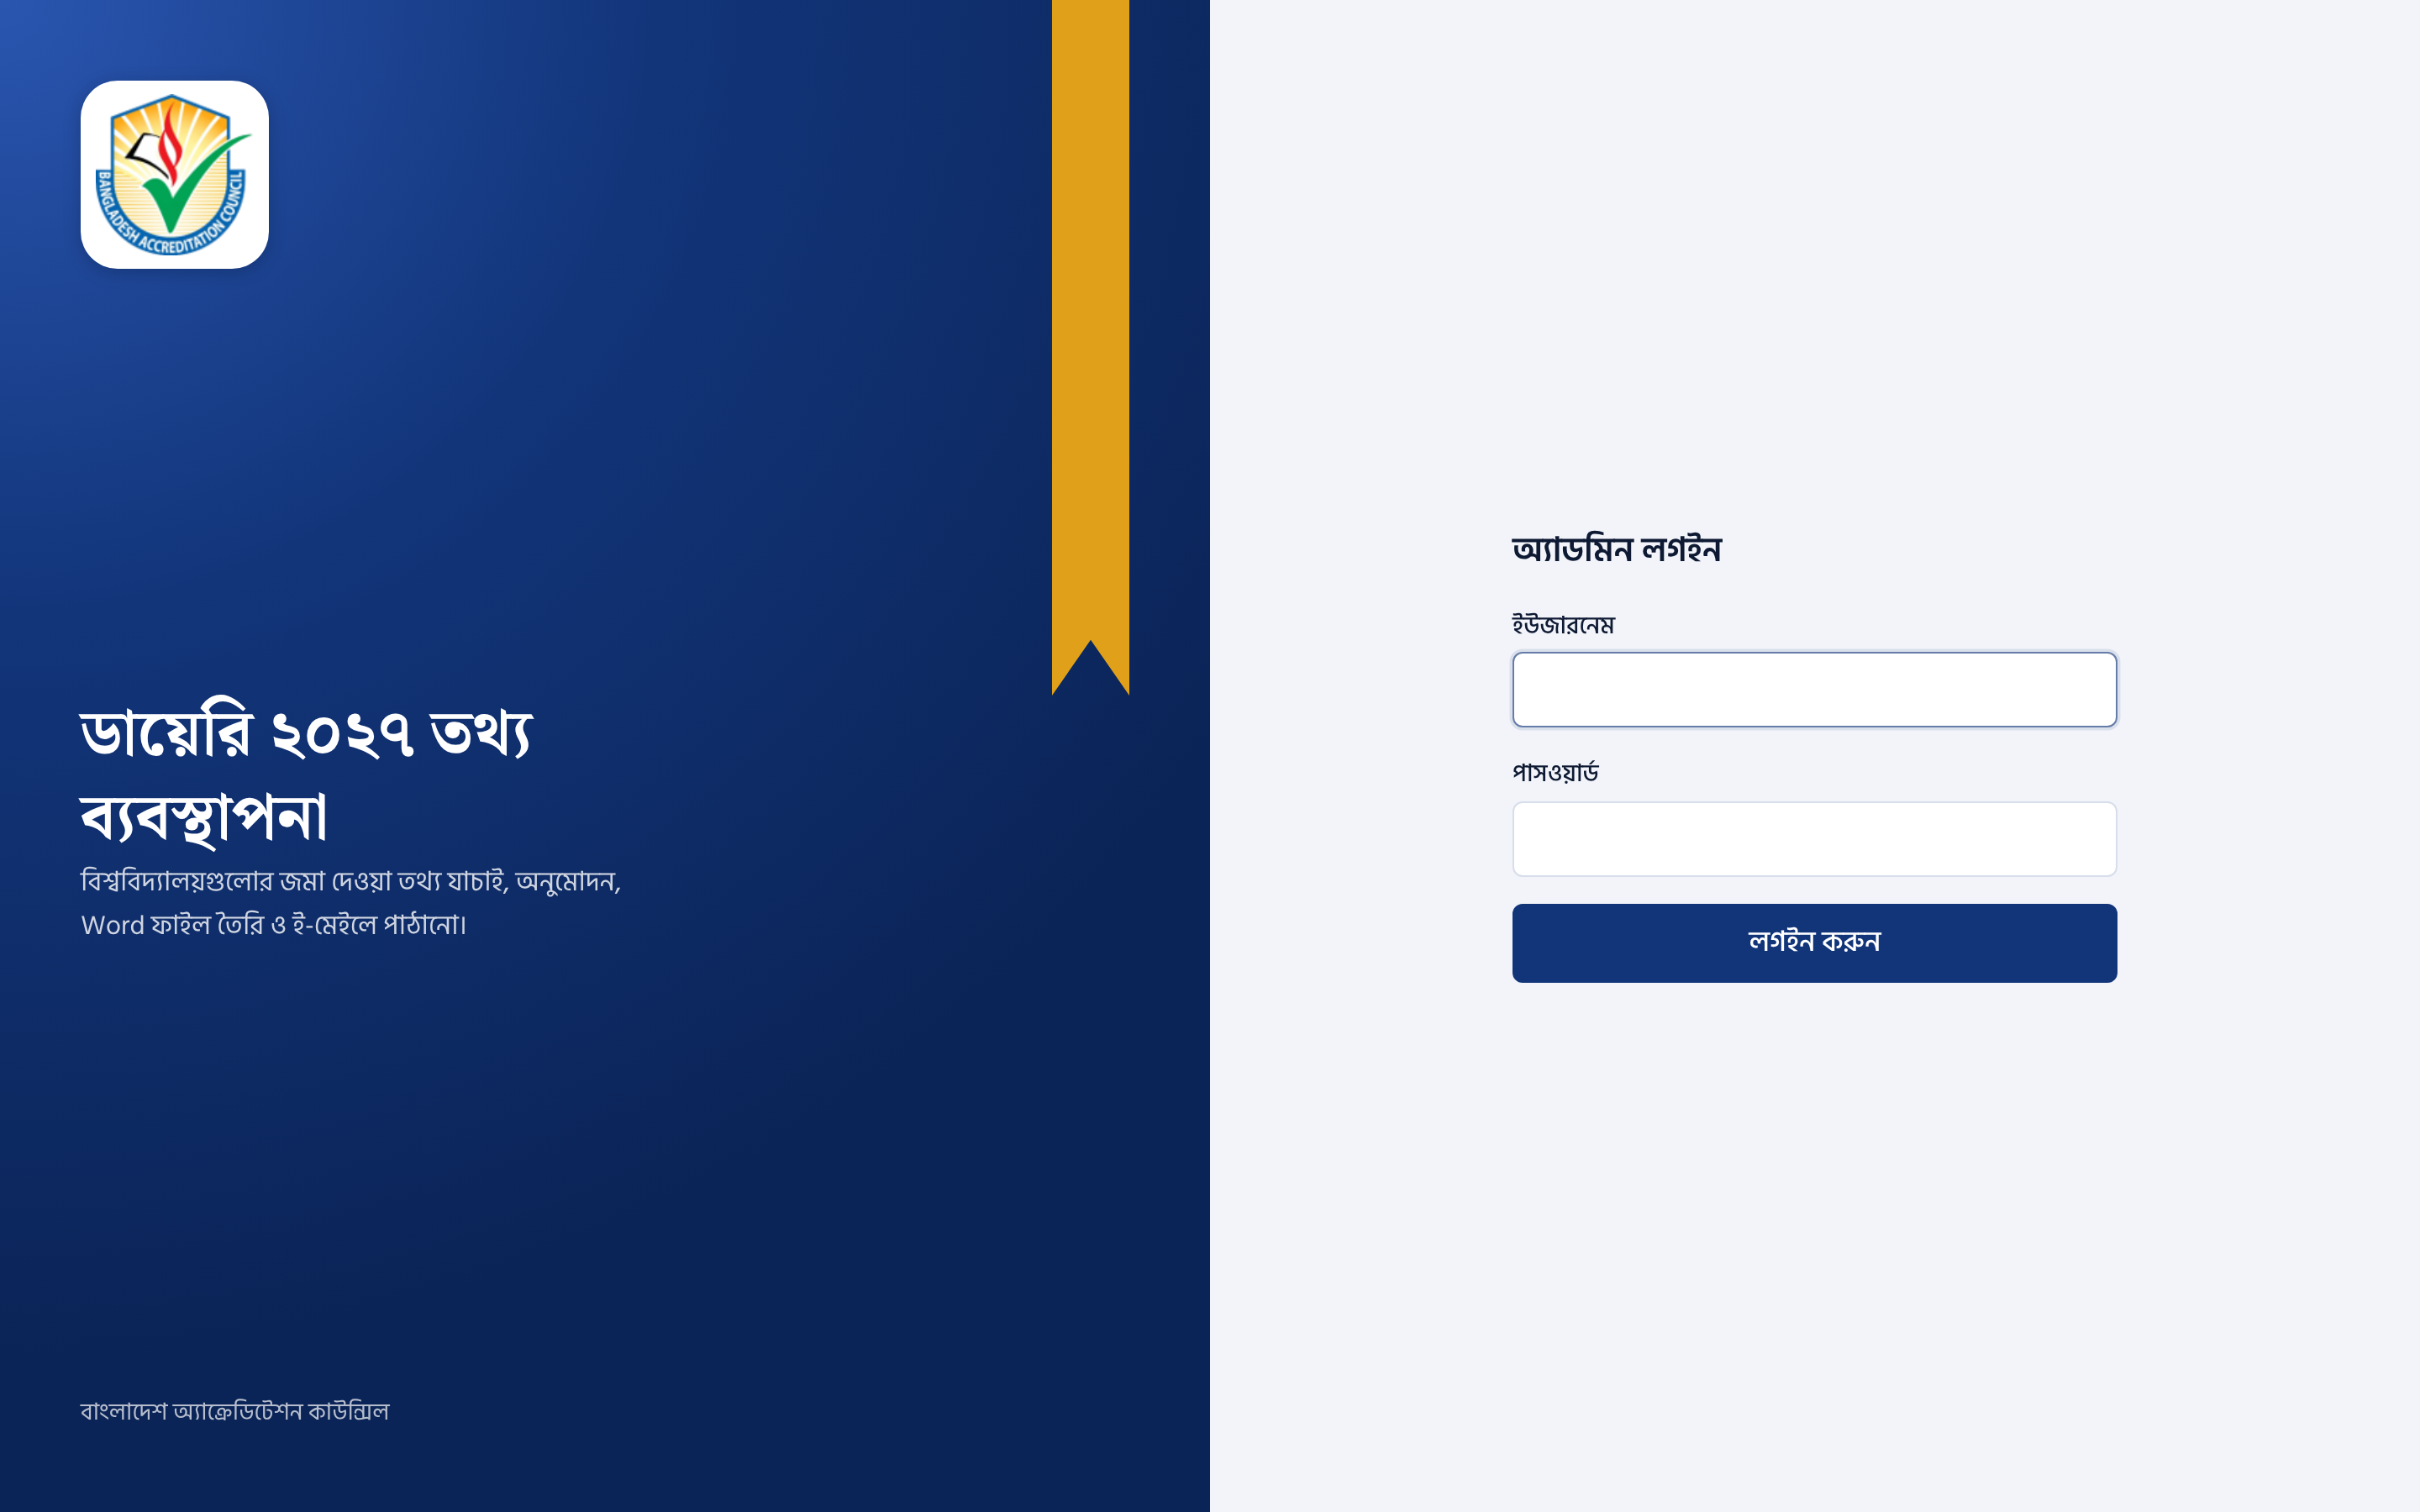 BANGLADESH ACCREDITATION COUNCIL
ডায়েরি ২০২৭ তথ্য
ব্যবস্থাপনা
বিশ্ববিদ্যালয়গুলোর জমা দেওয়া তথ্য যাচাই, অনুমোদন,
Word ফাইল তৈরি ও ই-মেইলে পাঠানো।
বাংলাদেশ অ্যাক্রেডিটেশন কাউন্সিল
অ্যাডমিন লগইন
ইউজারনেম
পাসওয়ার্ড
লগইন করুন